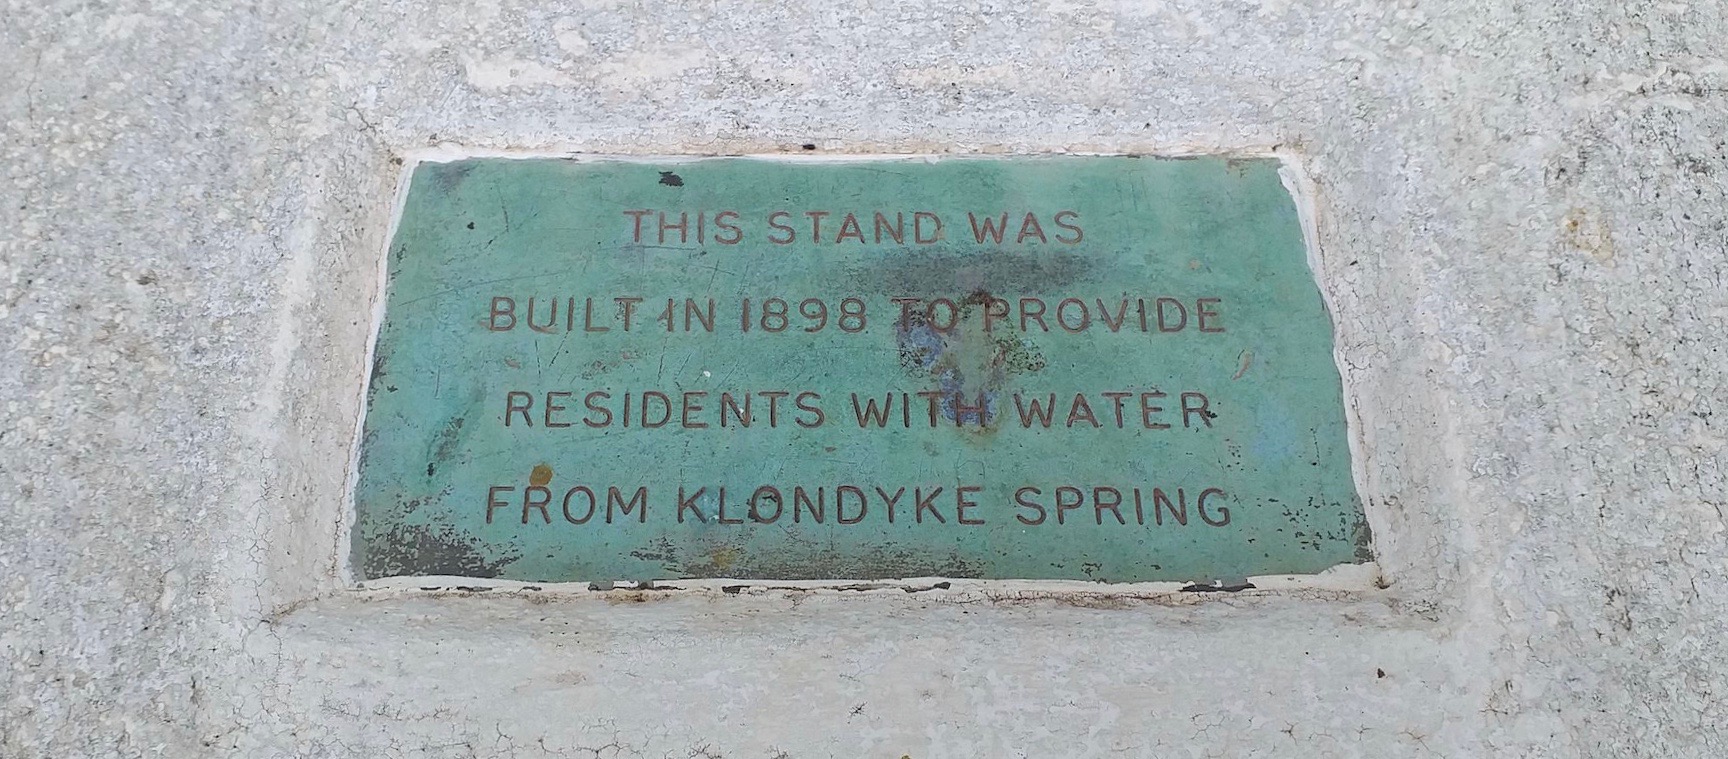 THIS STAND WAS
BUILT IN 1898 TO PROVIDE
RESIDENTS WITH WATER
FROM KLONDYKE SPRING